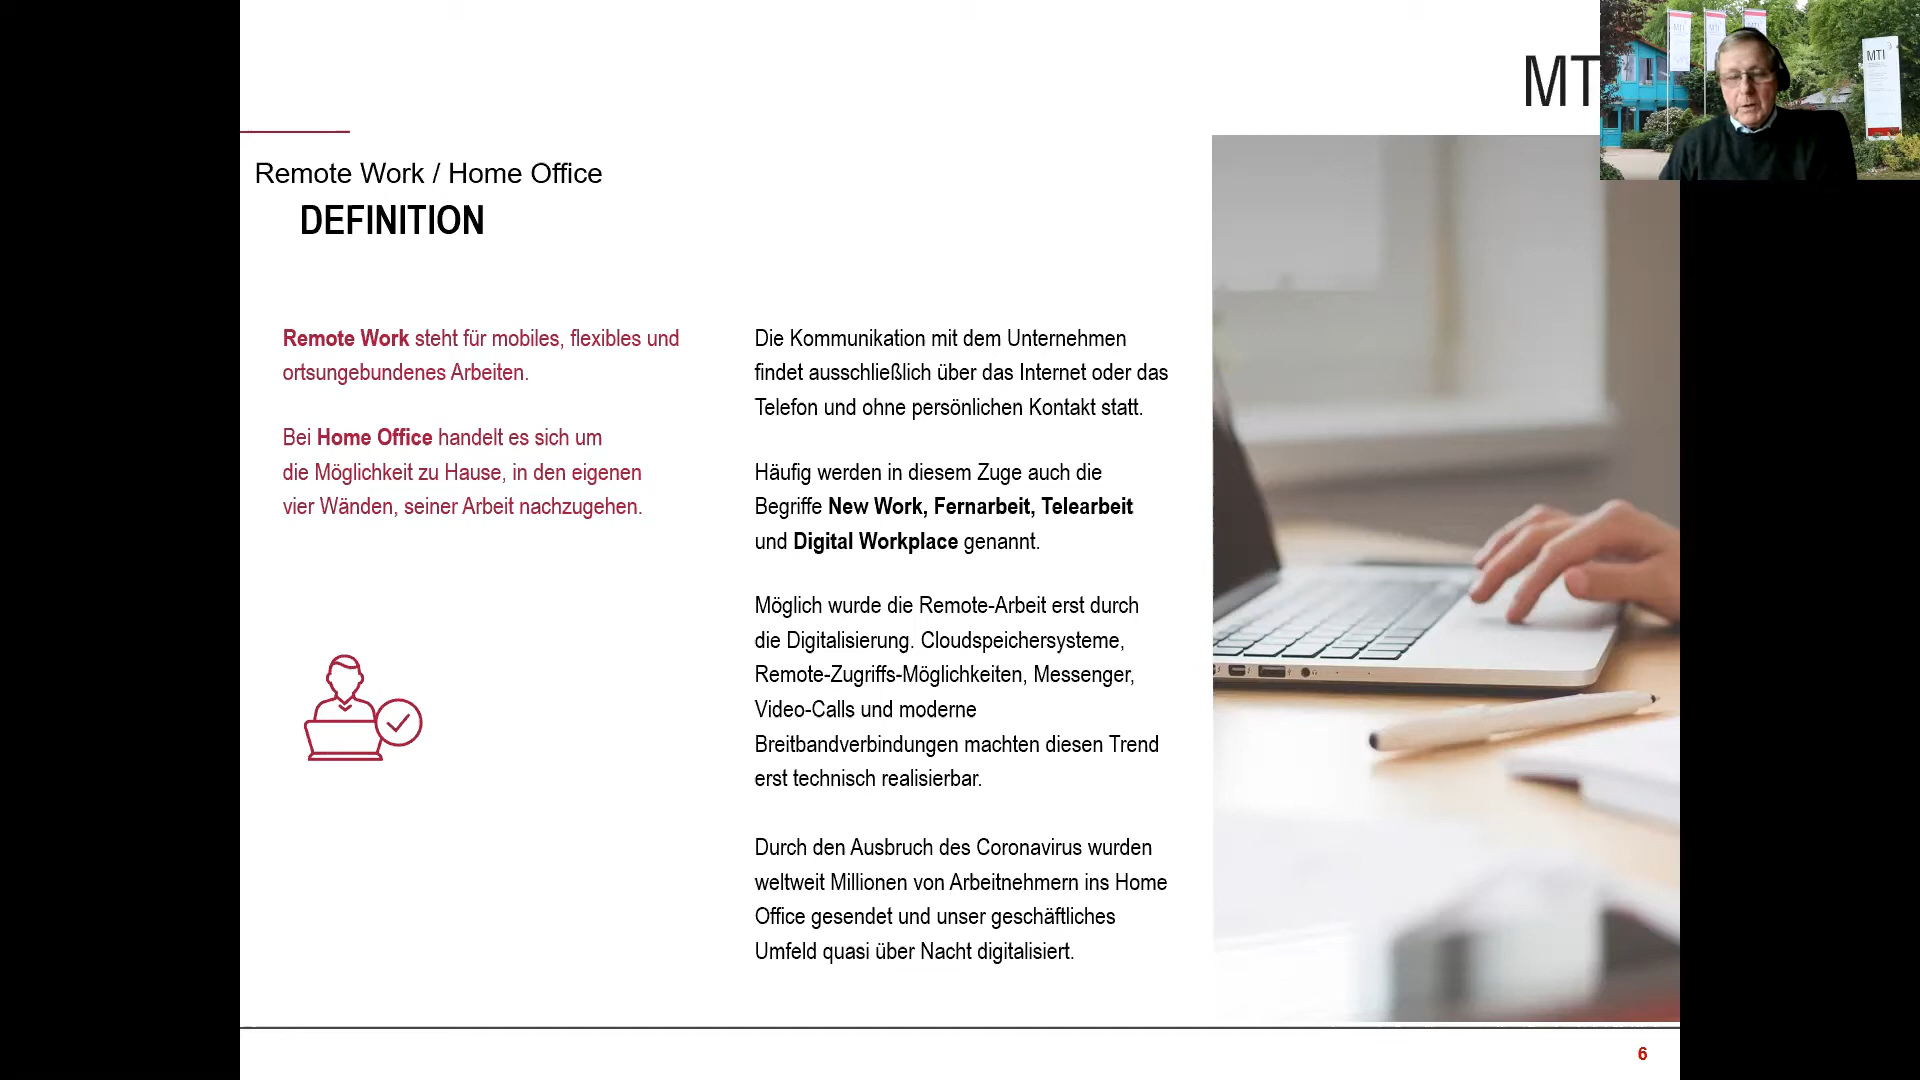 MTI
MTI
MTI
MT
Remote Work / Home Office
DEFINITION
Remote Work steht für mobiles, flexibles und
ortsungebundenes Arbeiten.
Bei Home Office handelt es sich um
die Möglichkeit zu Hause, in den eigenen
vier Wänden, seiner Arbeit nachzugehen.
Die Kommunikation mit dem Unternehmen
findet ausschließlich über das Internet oder das
Telefon und ohne persönlichen Kontakt statt.
Häufig werden in diesem Zuge auch die
Begriffe New Work, Fernarbeit, Telearbeit
und Digital Workplace genannt.
Möglich wurde die Remote-Arbeit erst durch
die Digitalisierung. Cloudspeichersysteme,
Remote-Zugriffs-Möglichkeiten, Messenger,
Video-Calls und moderne
Breitbandverbindungen machten diesen Trend
erst technisch realisierbar.
Durch den Ausbruch des Coronavirus wurden
weltweit Millionen von Arbeitnehmern ins Home
Office gesendet und unser geschäftliches
Umfeld quasi über Nacht digitalisiert.
6